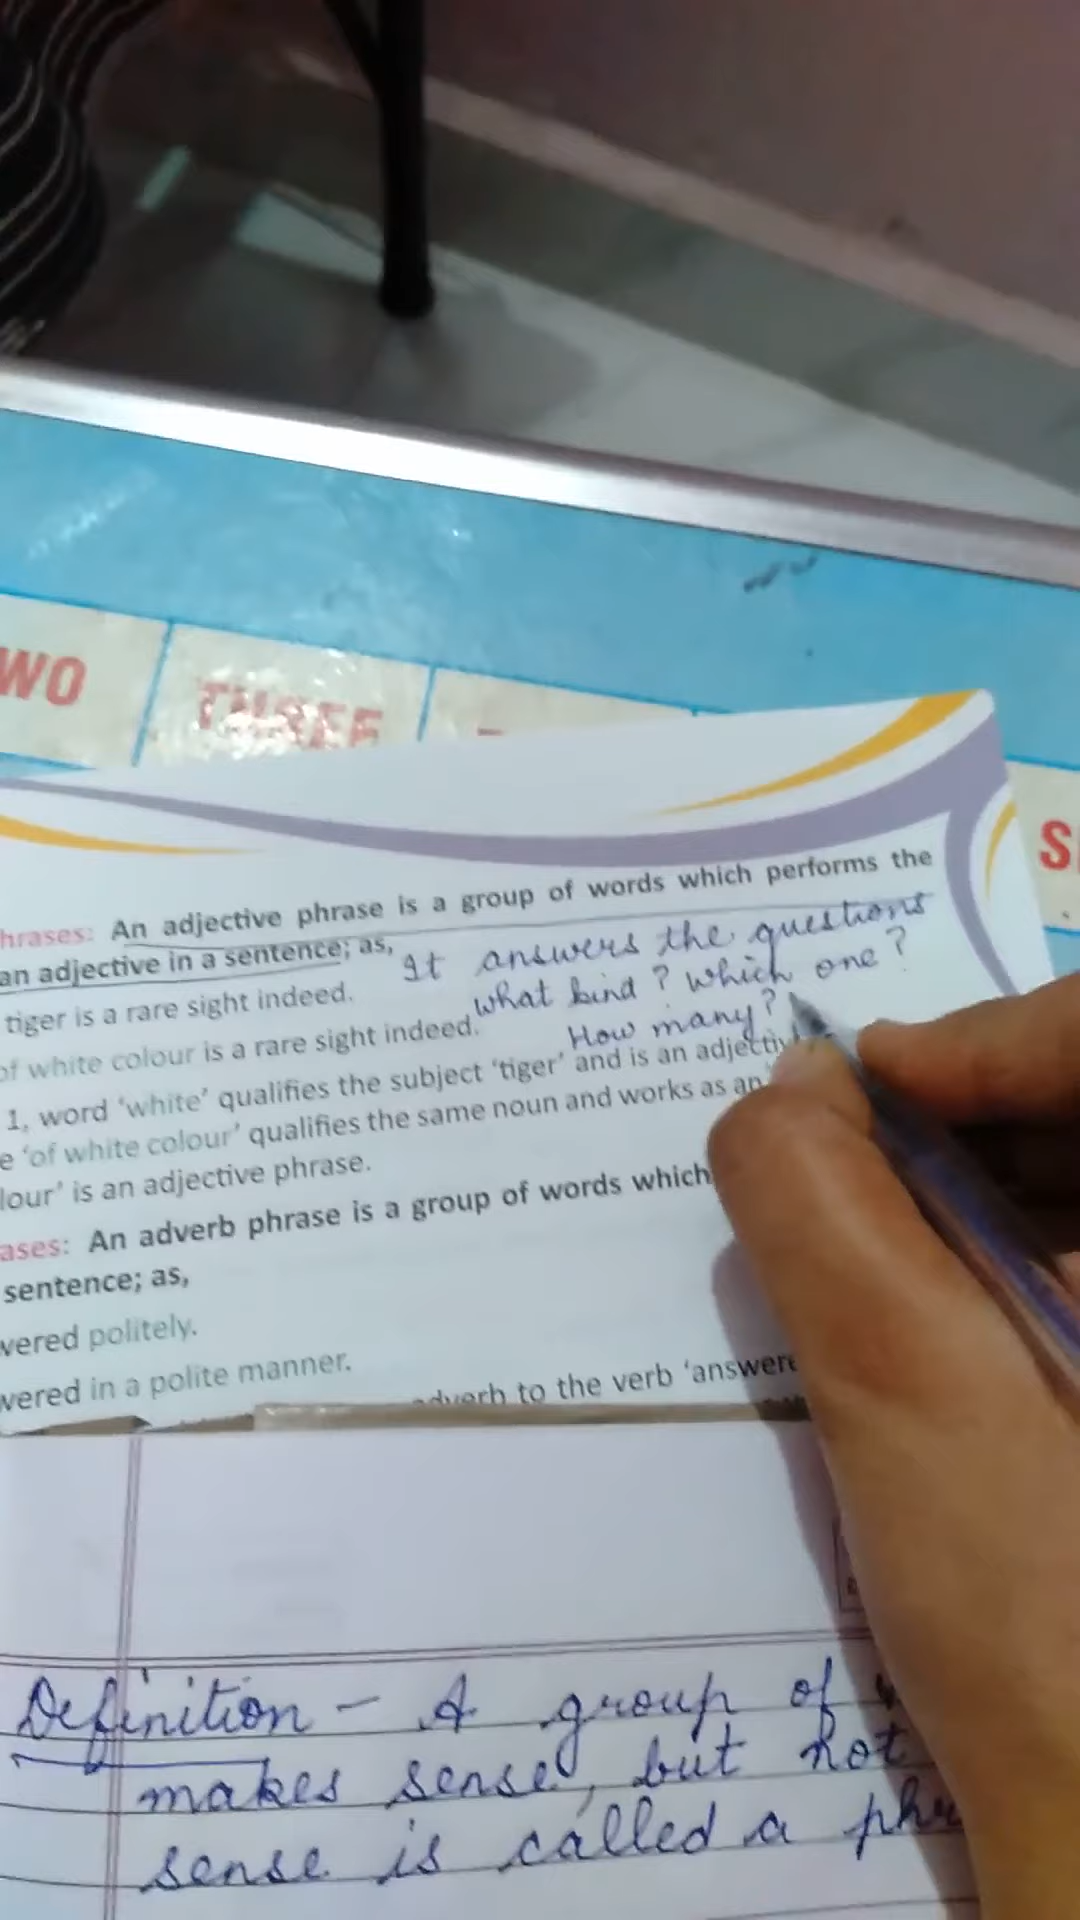 WO
THREE
S
hrases: An adjective phrase is a group of words which performs the
an adjective in a sentence; as,
It answers the questions
what kind? which one?
How many?
tiger is a rare sight indeed.
of white colour is a rare sight indeed.
1, word 'white' qualifies the subject 'tiger' and is an adjectiv
e 'of white colour' qualifies the same noun and works as an
lour' is an adjective phrase.
ases: An adverb phrase is a group of words which
sentence; as,
wered politely.
wered in a polite manner.
adverb to the verb 'answere
Definition - A group of
makes sense, but not
sense is called a phr